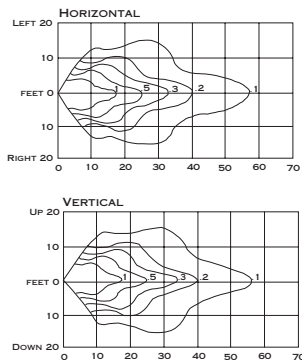 HORIZONTAL
LEFT 20
10
FEET 0 1 .5 .3 .2 .1
10
RIGHT 20
0 10 20 30 40 50 60 70
VERTICAL
UP 20
10
FEET 0 1 .5 .3 .2 .1
10
DOWN 20
0 10 20 30 40 50 60 70